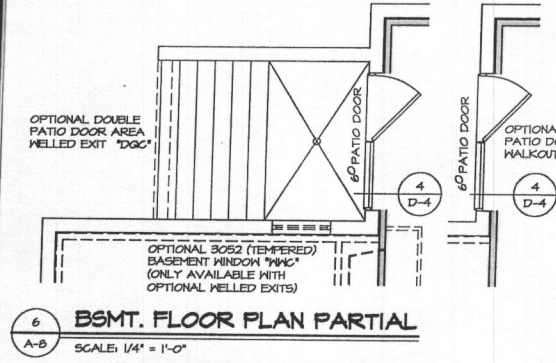 OPTIONAL DOUBLE
PATIO DOOR AREA
WELLED EXIT "DGC"
6⁰ PATIO DOOR
4
D-4
6⁰ PATIO DOOR
OPTIONA
PATIO DO
WALKOUT
4
D-4
OPTIONAL 3052 (TEMPERED)
BASEMENT WINDOW "WWC"
(ONLY AVAILABLE WITH
OPTIONAL WELLED EXITS)
6
A-8
BSMT. FLOOR PLAN PARTIAL
SCALE: 1/4" = 1'-0"